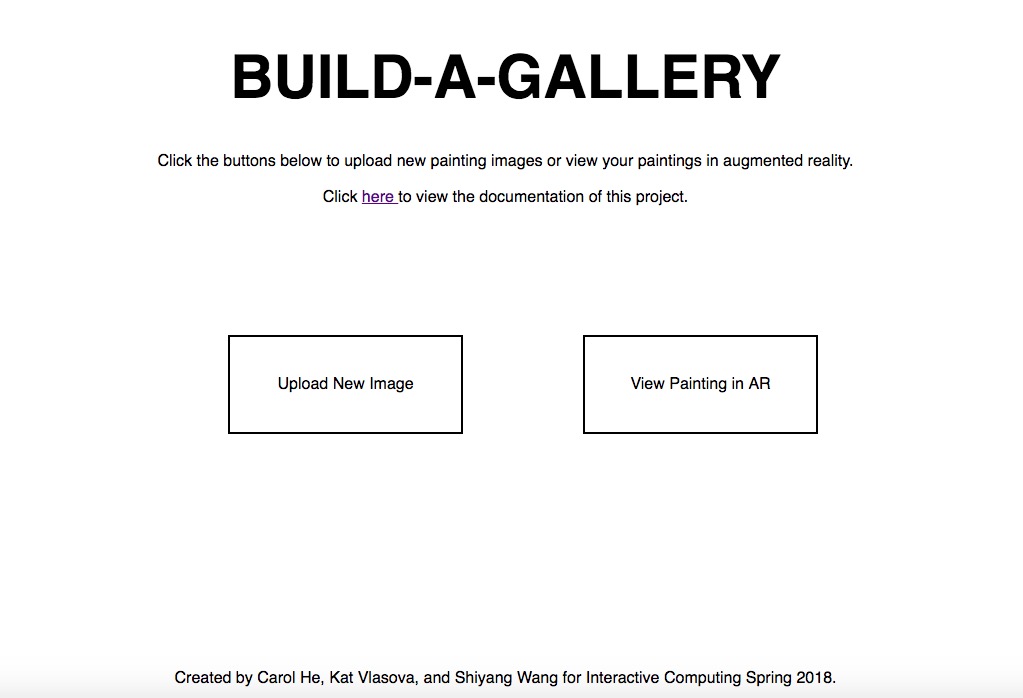 BUILD-A-GALLERY
Click the buttons below to upload new painting images or view your paintings in augmented reality.
Click here to view the documentation of this project.
Upload New Image
View Painting in AR
Created by Carol He, Kat Vlasova, and Shiyang Wang for Interactive Computing Spring 2018.